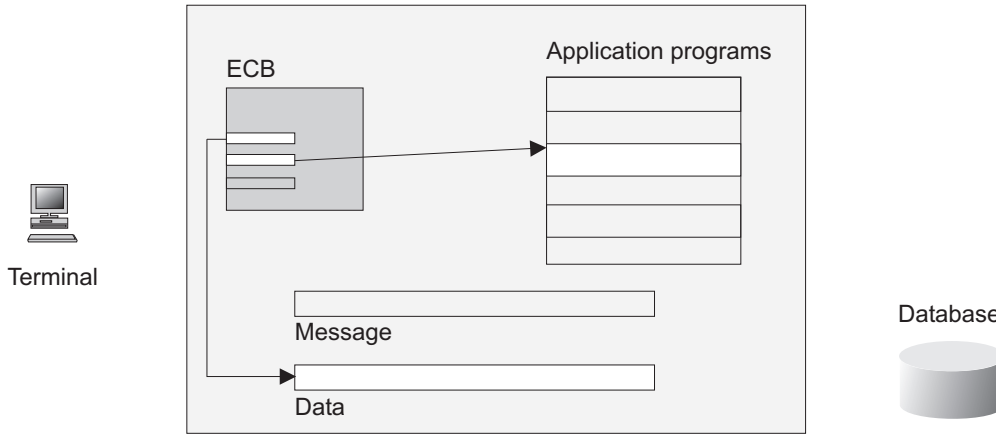 ECB
Application programs
Terminal
Message
Database
Data